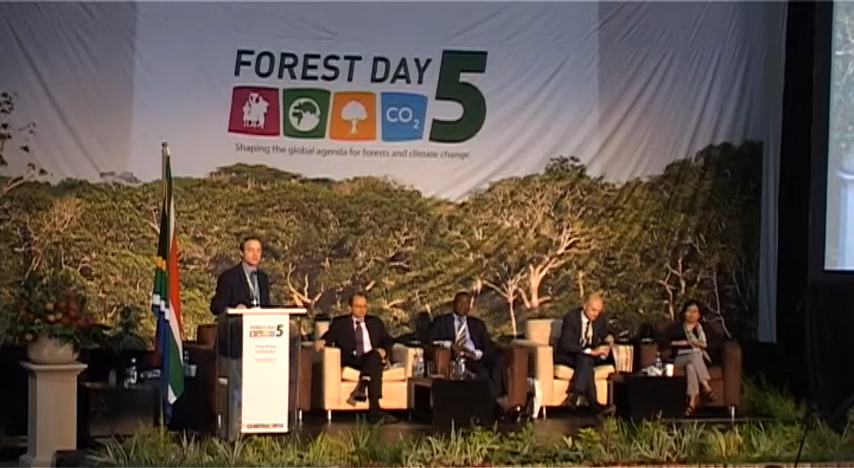 FOREST DAY 5
CO2
Shaping the global agenda for forests and climate change
FOREST DAY 5